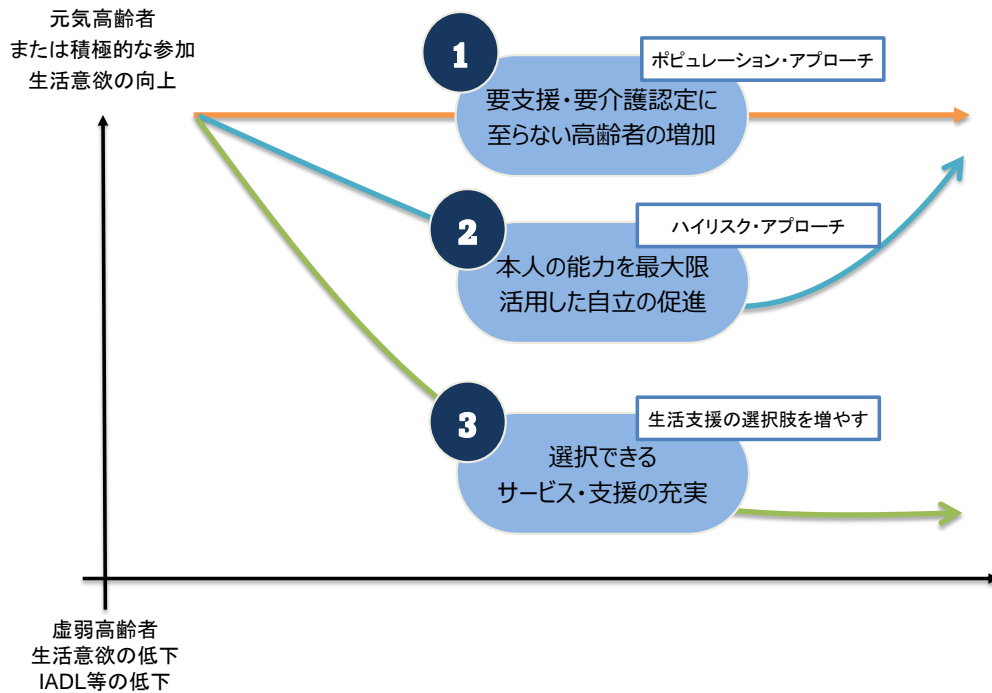 元気高齢者
または積極的な参加
生活意欲の向上
1
ポピュレーション・アプローチ
要支援・要介護認定に
至らない高齢者の増加
2
ハイリスク・アプローチ
本人の能力を最大限
活用した自立の促進
3
生活支援の選択肢を増やす
選択できる
サービス・支援の充実
虚弱高齢者
生活意欲の低下
IADL等の低下